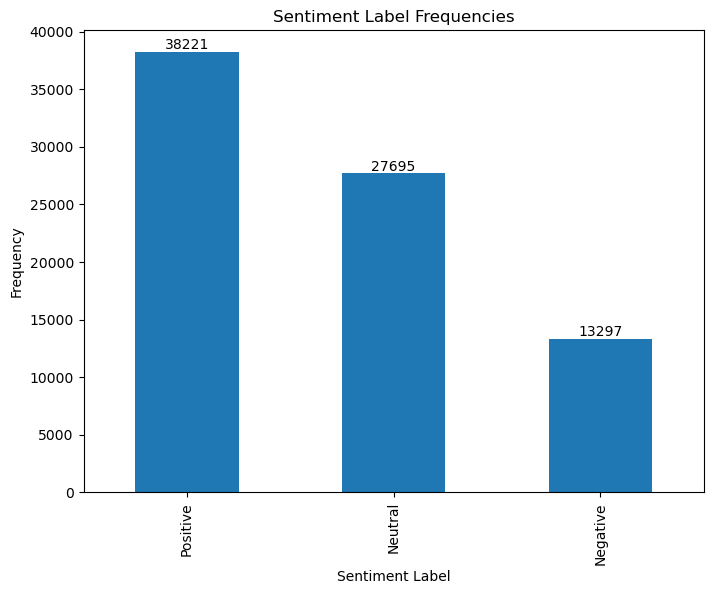 Sentiment Label Frequencies
40000
35000
30000
25000
20000
15000
10000
5000
0
Frequency
38221
27695
13297
Positive
Neutral
Negative
Sentiment Label